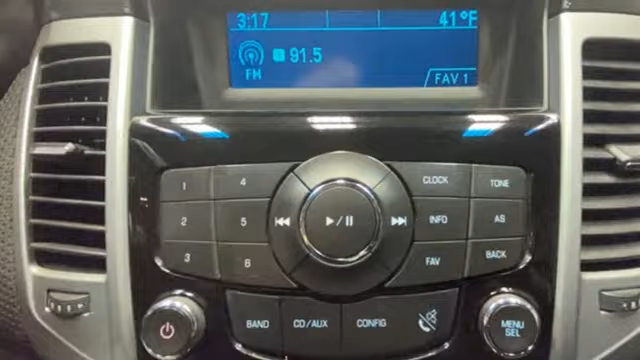 3:17 41°F
91.5
FM
FAV 1
1 4 CLOCK TONE
2 5 INFO AS
3 6 FAV BACK
BAND CD/AUX CONFIG
MENU
SEL